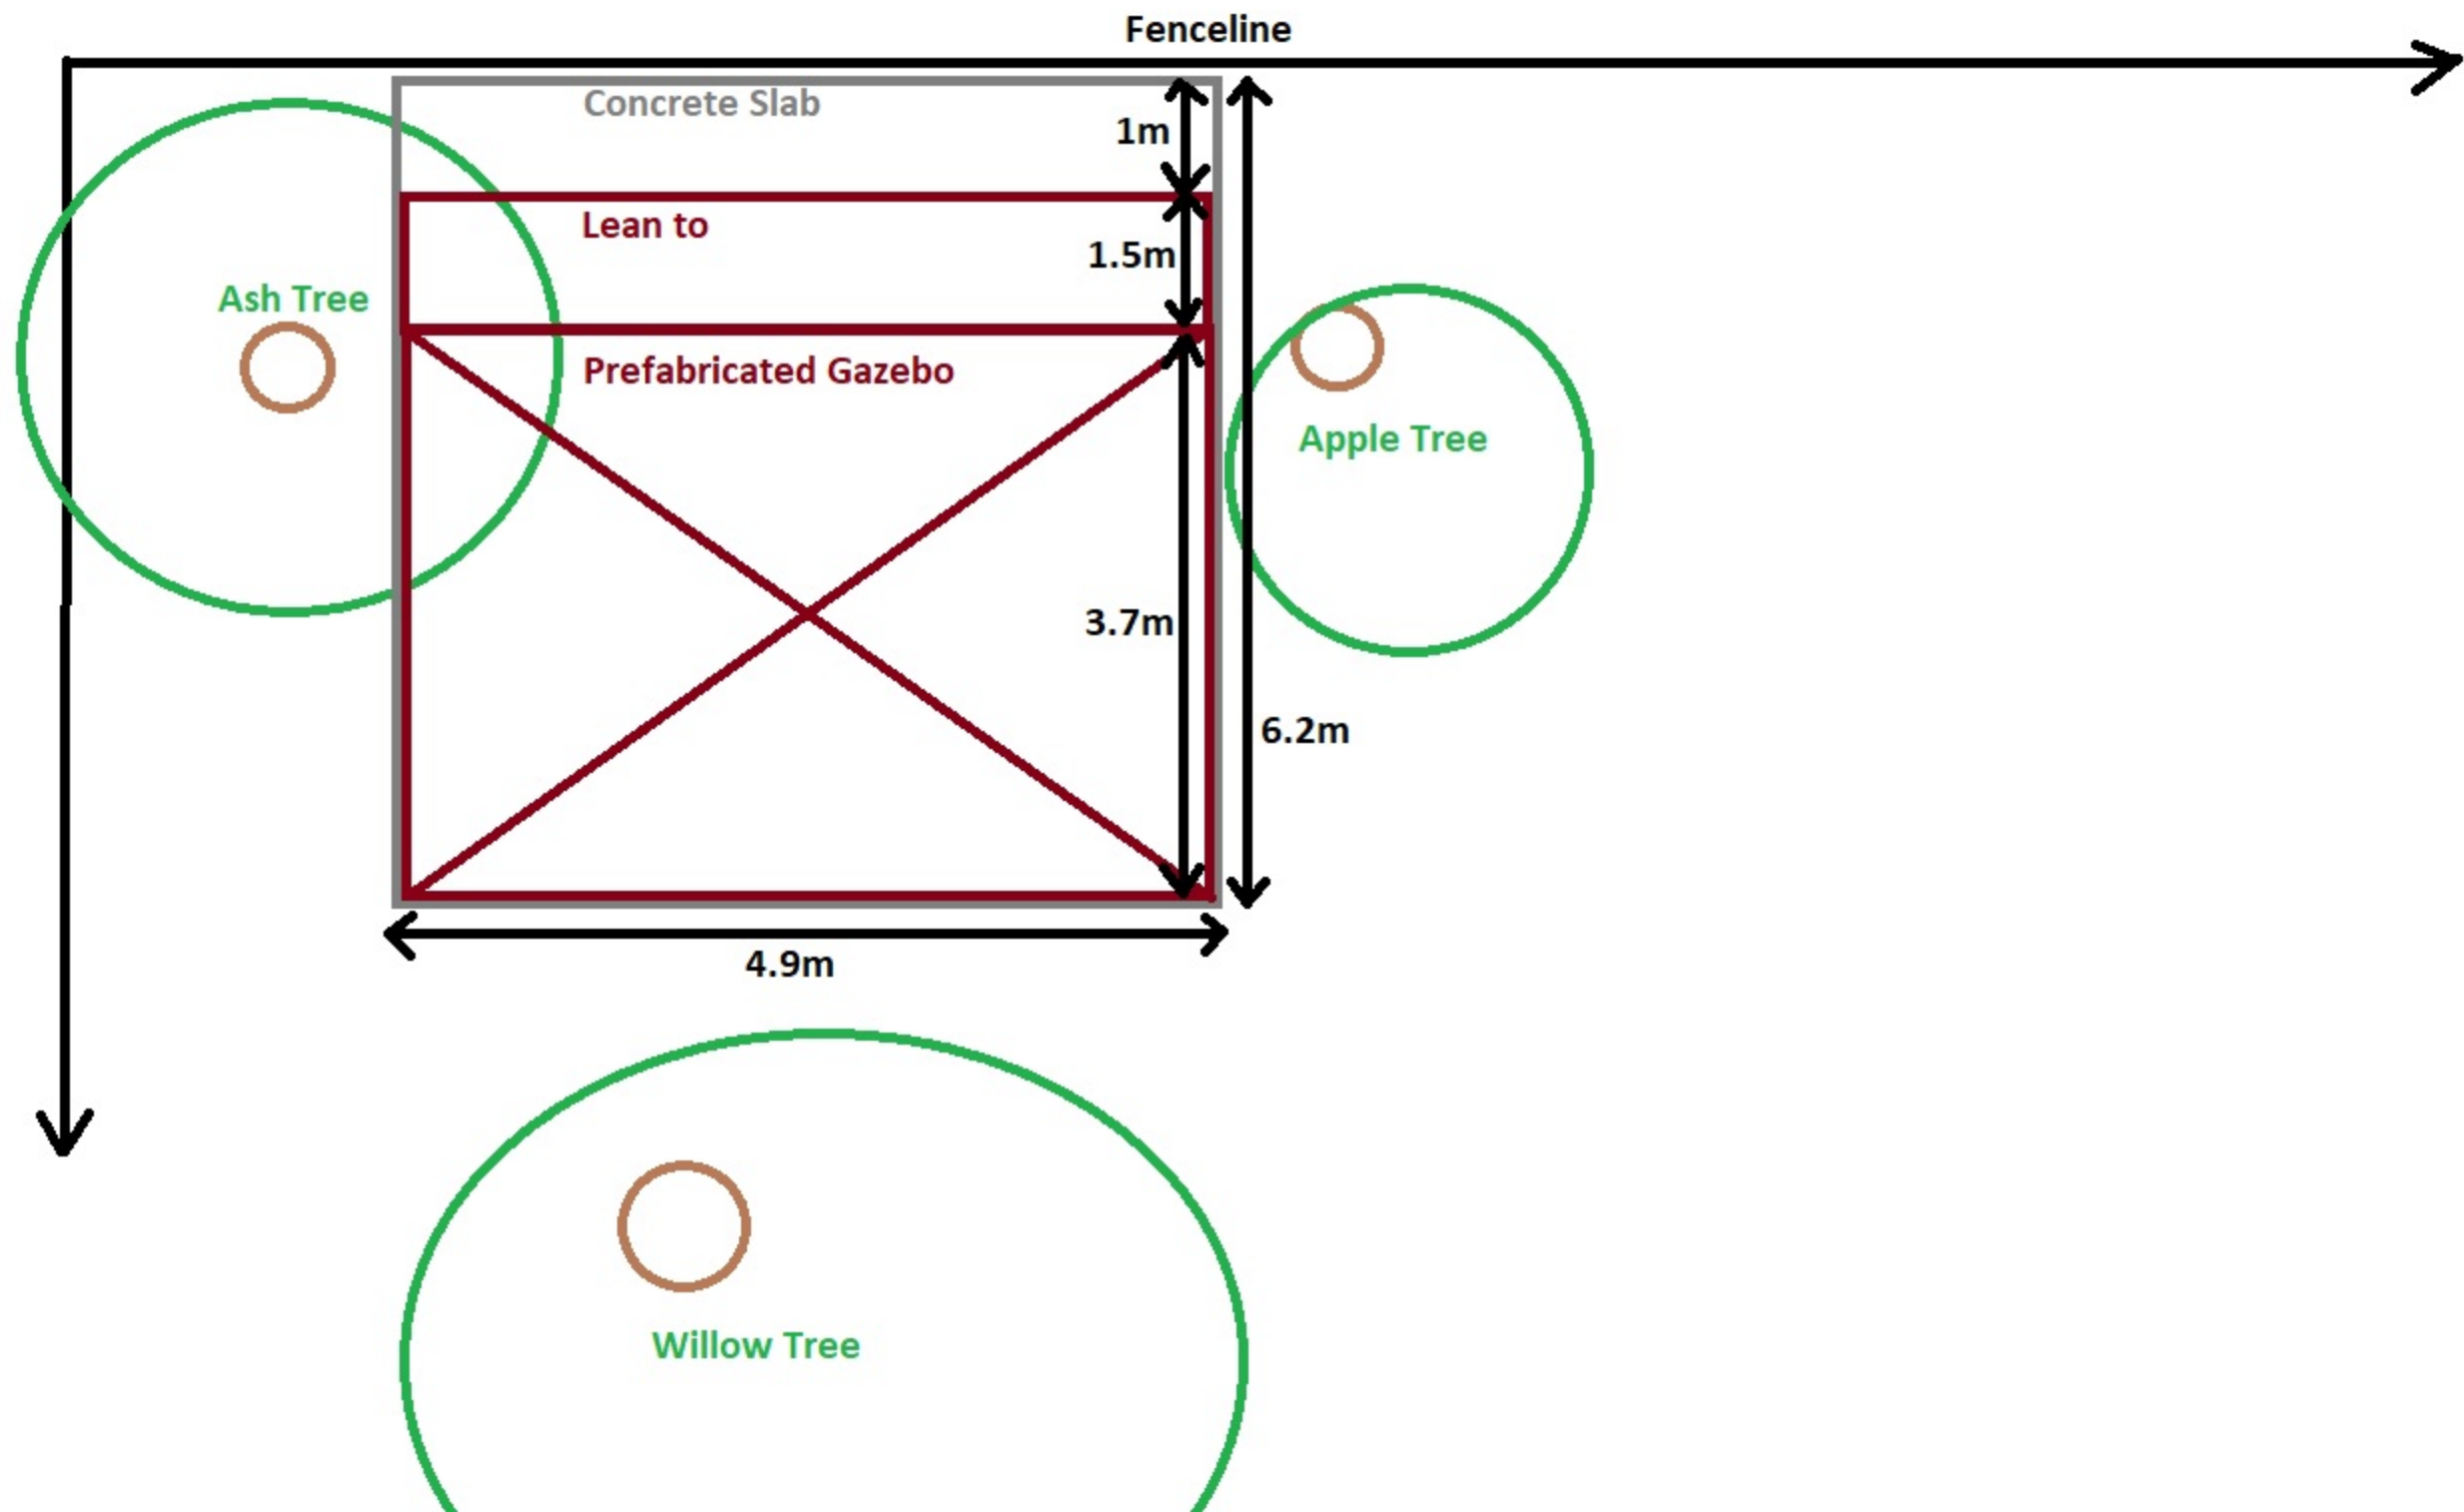 Fenceline
Concrete Slab
1m
Lean to
1.5m
Ash Tree
Prefabricated Gazebo
Apple Tree
3.7m
6.2m
4.9m
Willow Tree